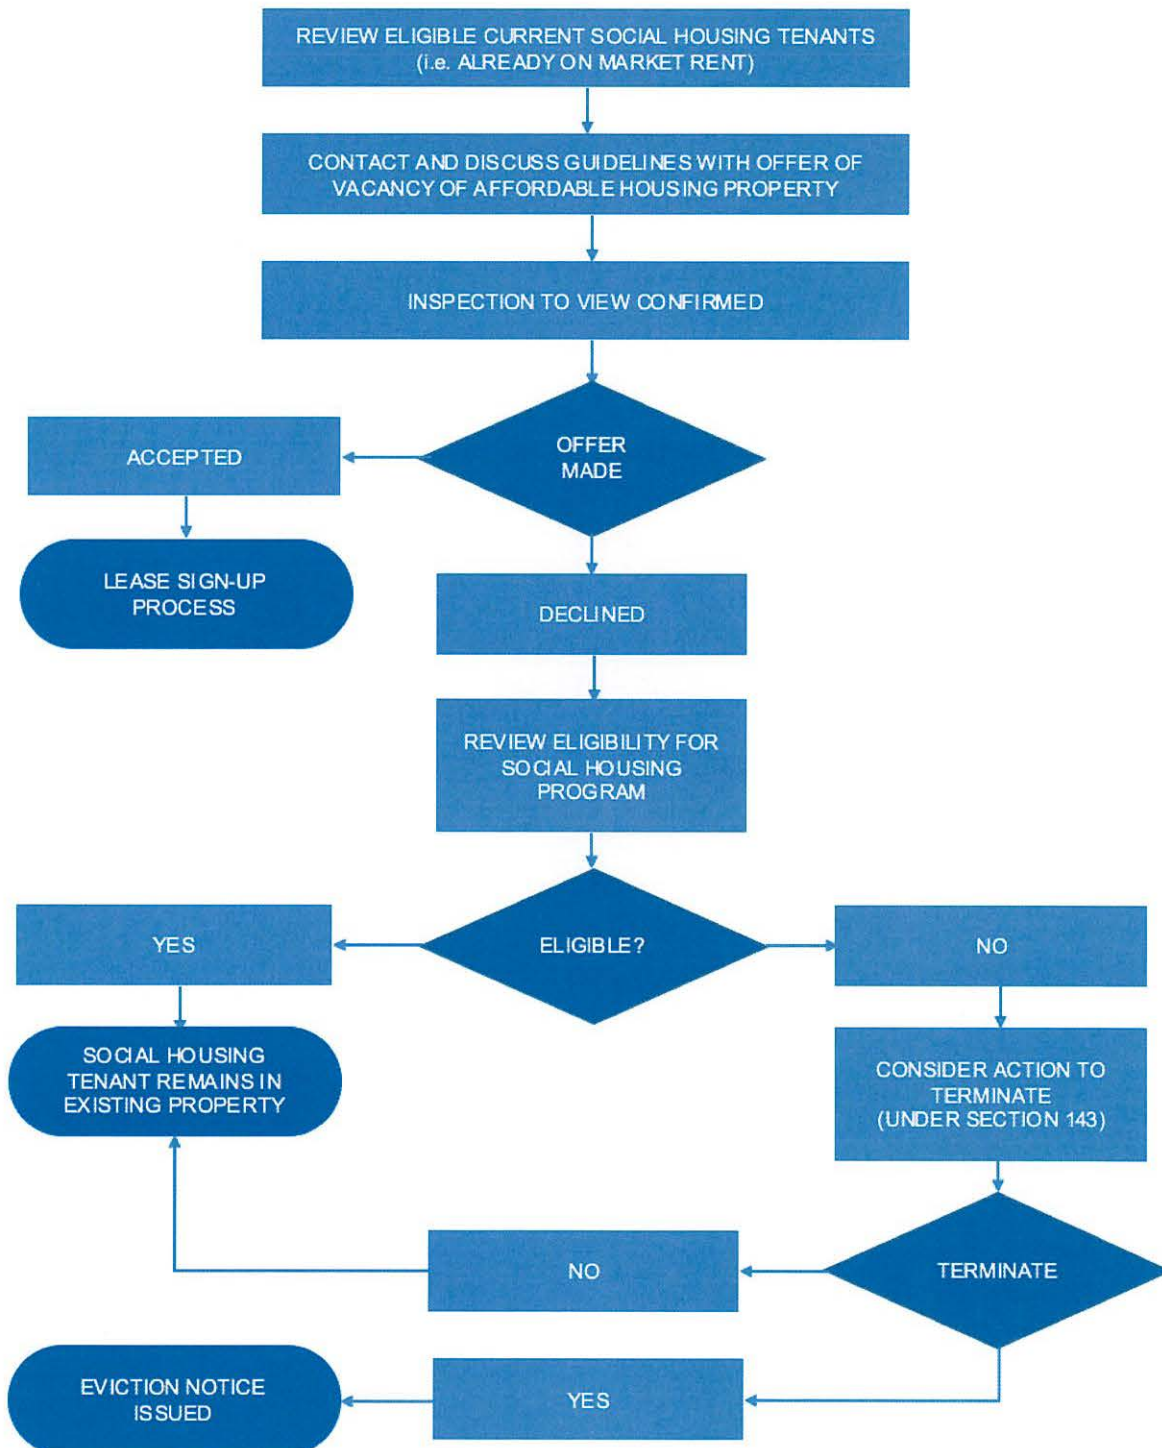 REVIEW ELIGIBLE CURRENT SOCIAL HOUSING TENANTS
(i.e. ALREADY ON MARKET RENT)
CONTACT AND DISCUSS GUIDELINES WITH OFFER OF
VACANCY OF AFFORDABLE HOUSING PROPERTY
INSPECTION TO VIEW CONFIRMED
OFFER
MADE
ACCEPTED
LEASE SIGN-UP
PROCESS
DECLINED
REVIEW ELIGIBILITY FOR
SOCIAL HOUSING
PROGRAM
ELIGIBLE?
YES
NO
SOCIAL HOUSING
TENANT REMAINS IN
EXISTING PROPERTY
CONSIDER ACTION TO
TERMINATE
(UNDER SECTION 143)
TERMINATE
NO
YES
EVICTION NOTICE
ISSUED